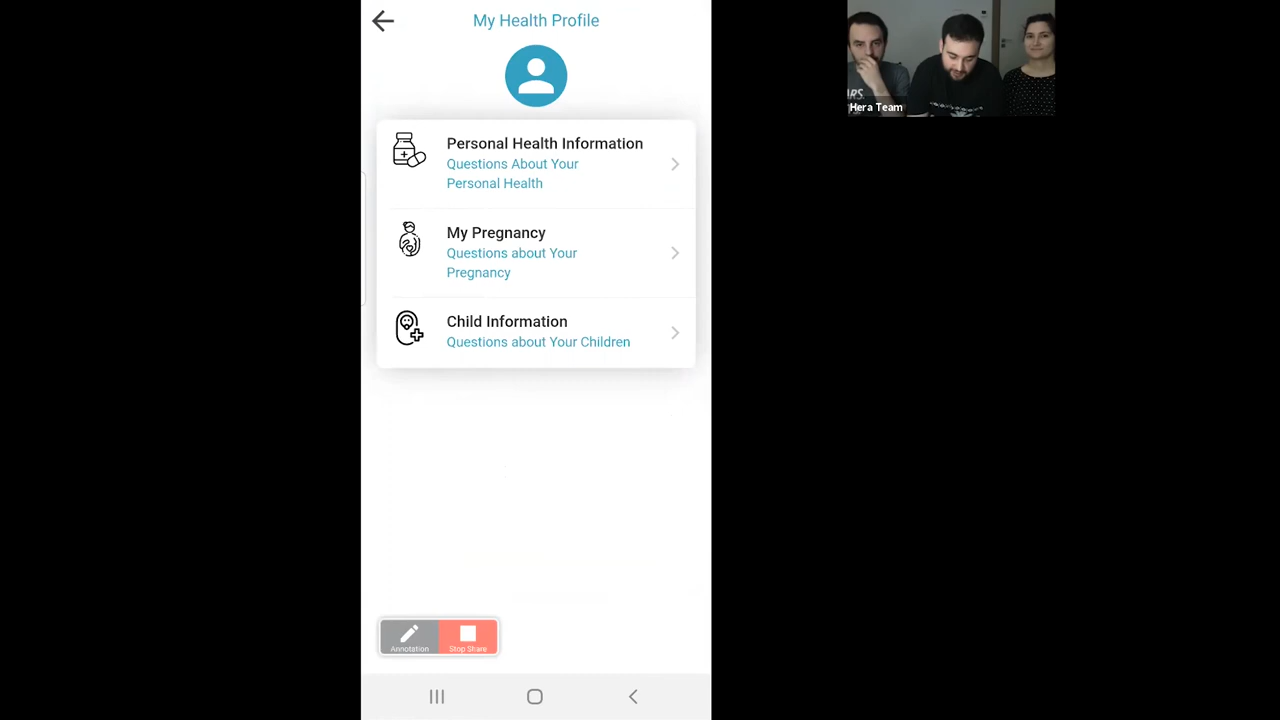 My Health Profile
Personal Health Information
Questions About Your
Personal Health
My Pregnancy
Questions about Your
Pregnancy
Child Information
Questions about Your Children
Annotation
Stop Share
ARS.
Hera Team